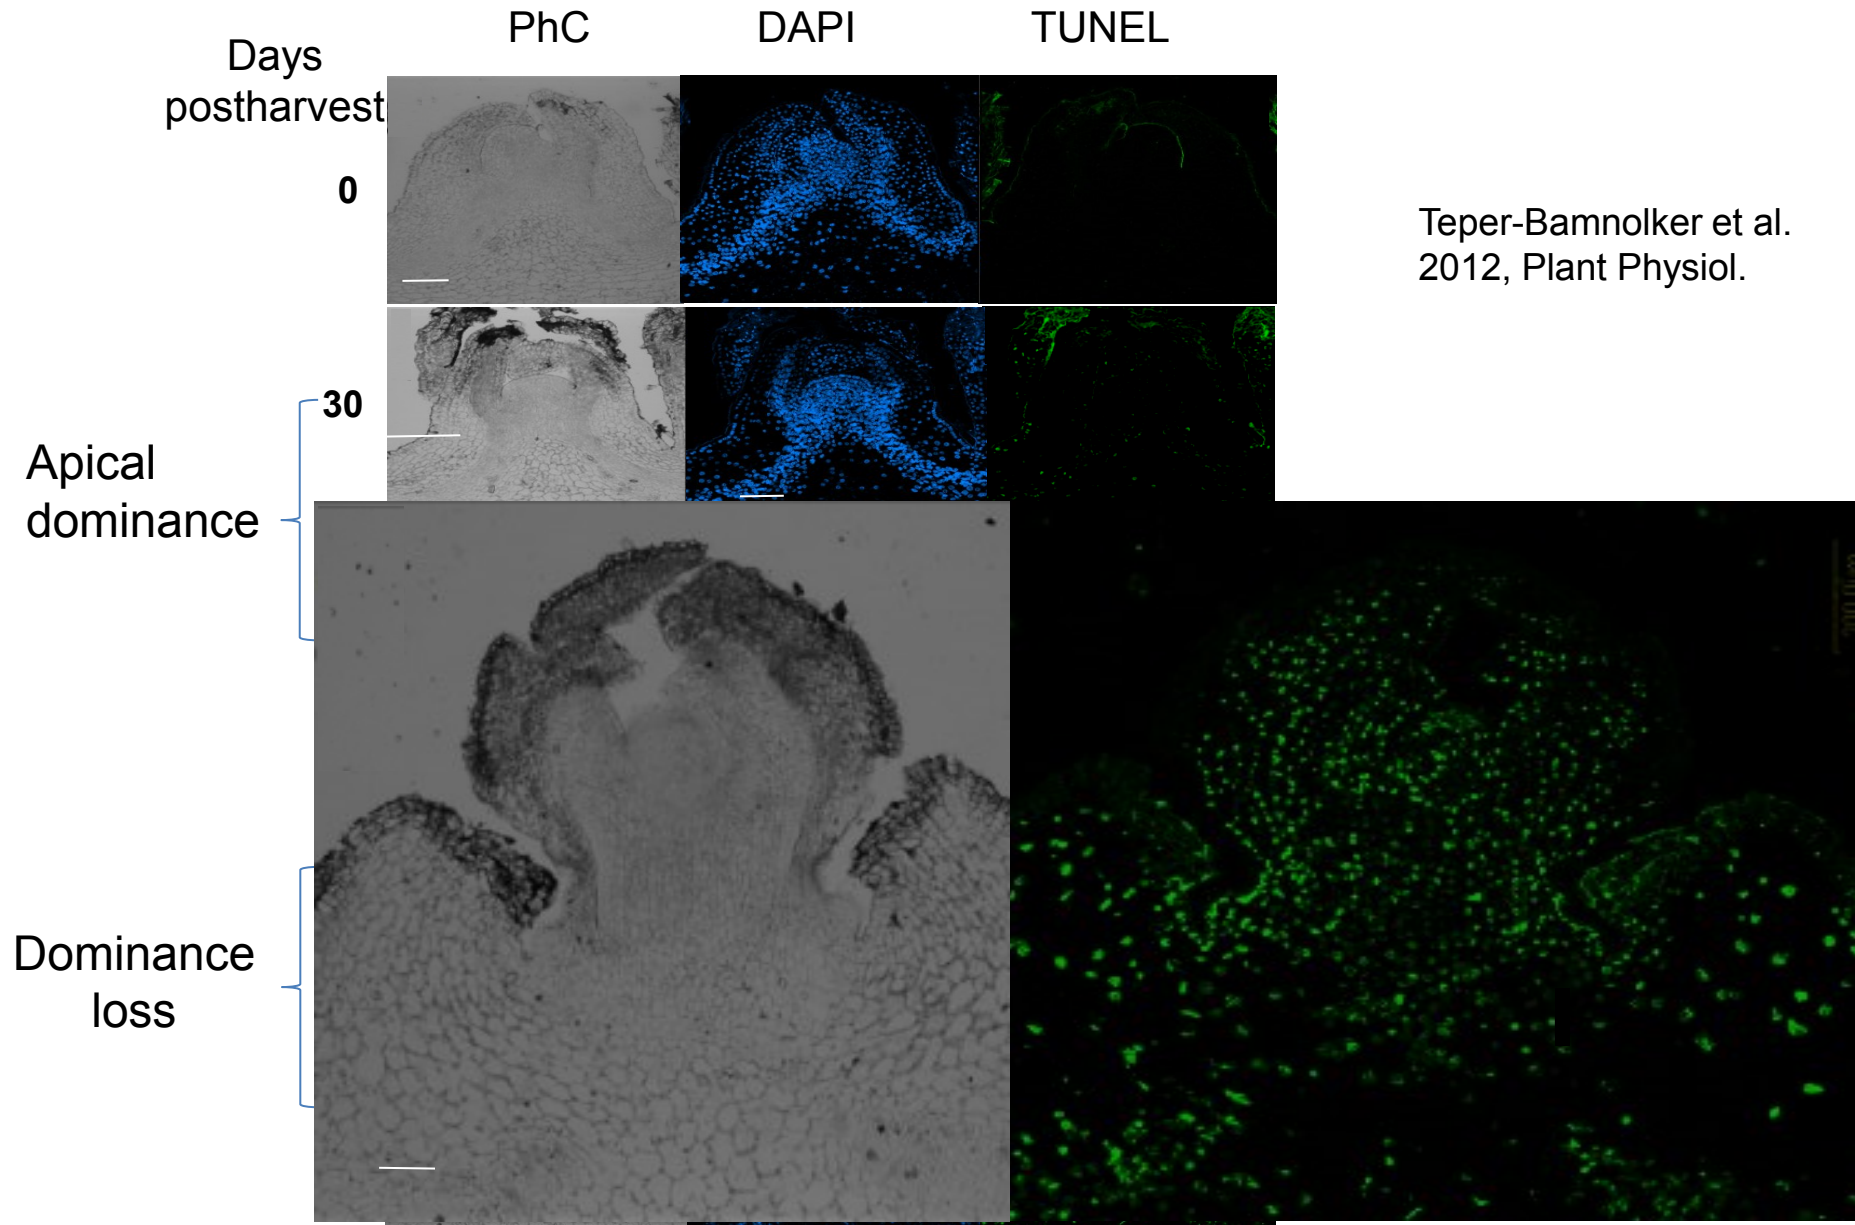 PhC
DAPI
TUNEL
Days
postharvest
0
Teper-Bamnolker et al.
2012, Plant Physiol.
30
Apical
dominance
Dominance
loss